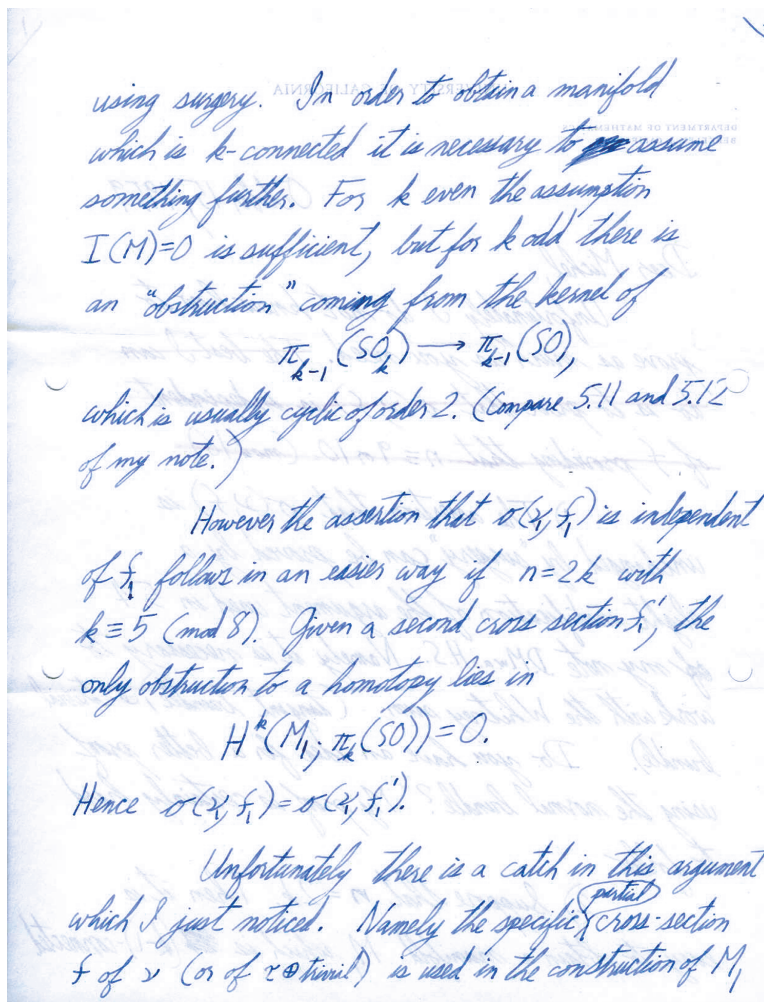 using surgery. In order to obtain a manifold
which is k-connected it is necessary to assume
something further. For k even the assumption
I(M)=0 is sufficient, but for k odd there is
an "obstruction" coming from the kernel of
π_{k-1}(SO_k) → π_{k-1}(SO),
which is usually cyclic of order 2. (Compare 5.11 and 5.12
of my note.)
However the assertion that σ(ν_1, f_1) is independent
of f_1 follows in an easier way if n=2k with
k≡5 (mod 8). Given a second cross section f_1', the
only obstruction to a homotopy lies in
H^k(M_1; π_k(SO))=0.
Hence σ(ν_1, f_1)=σ(ν_1, f_1').
Unfortunately there is a catch in this argument
which I just noticed. Namely the specific partial cross-section
f of ν (or of τ⊕trivil) is used in the construction of M_1